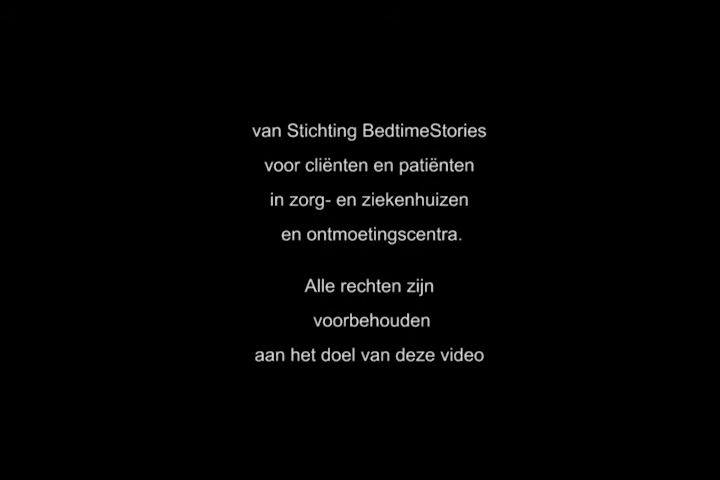 van Stichting BedtimeStories
voor cliënten en patiënten
in zorg- en ziekenhuizen
en ontmoetingscentra.
Alle rechten zijn
voorbehouden
aan het doel van deze video